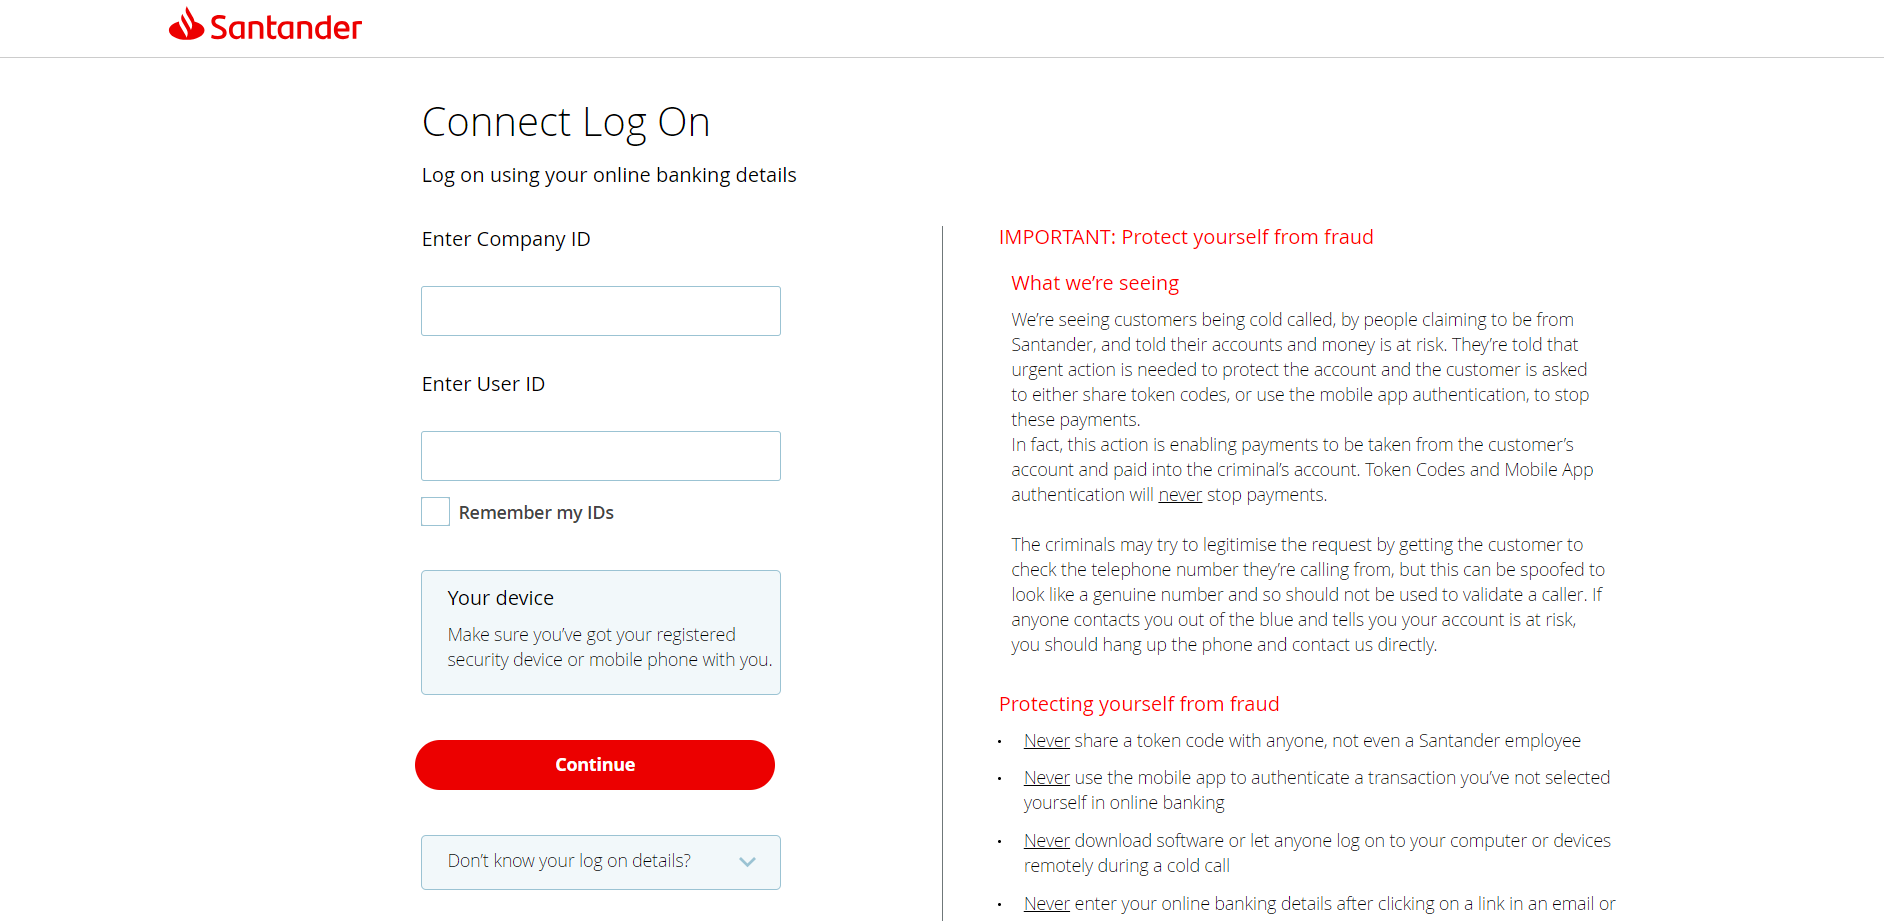 Santander
Connect Log On
Log on using your online banking details
Enter Company ID
Enter User ID
Remember my IDs
Your device
Make sure you've got your registered
security device or mobile phone with you.
Continue
Don't know your log on details?
IMPORTANT: Protect yourself from fraud
What we're seeing
We're seeing customers being cold called, by people claiming to be from
Santander, and told their accounts and money is at risk. They're told that
urgent action is needed to protect the account and the customer is asked
to either share token codes, or use the mobile app authentication, to stop
these payments.
In fact, this action is enabling payments to be taken from the customer's
account and paid into the criminal's account. Token Codes and Mobile App
authentication will never stop payments.
The criminals may try to legitimise the request by getting the customer to
check the telephone number they're calling from, but this can be spoofed to
look like a genuine number and so should not be used to validate a caller. If
anyone contacts you out of the blue and tells you your account is at risk,
you should hang up the phone and contact us directly.
Protecting yourself from fraud
• Never share a token code with anyone, not even a Santander employee
• Never use the mobile app to authenticate a transaction you've not selected
yourself in online banking
• Never download software or let anyone log on to your computer or devices
remotely during a cold call
• Never enter your online banking details after clicking on a link in an email or